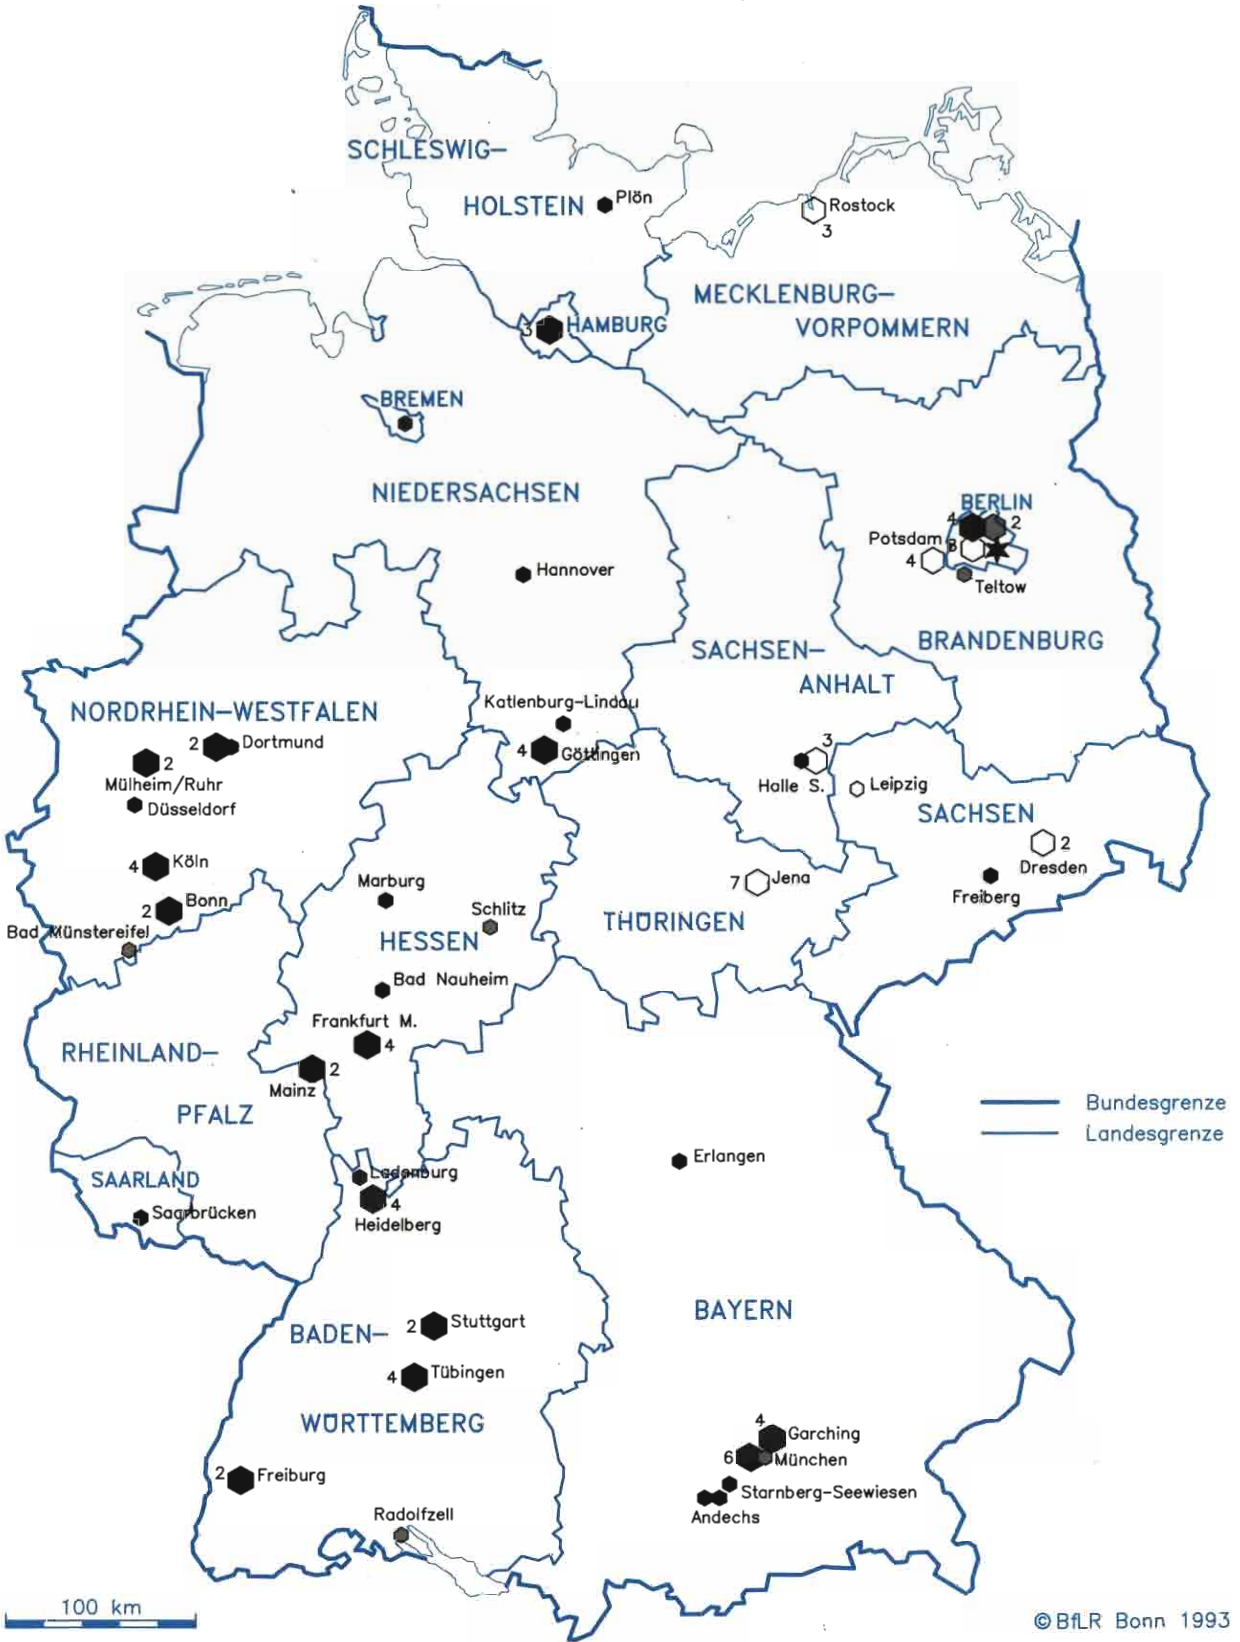 SCHLESWIG–
HOLSTEIN
Plön
Rostock
3
MECKLENBURG–
VORPOMMERN
3
HAMBURG
BREMEN
NIEDERSACHSEN
BERLIN
4
2
Potsdam
4
Teltow
Hannover
BRANDENBURG
SACHSEN–
ANHALT
Katlenburg–Lindau
NORDRHEIN–WESTFALEN
2
Dortmund
4
Göttingen
3
2
Mülheim/Ruhr
Halle S.
Leipzig
Düsseldorf
SACHSEN
2
Dresden
4
Köln
Marburg
7
Jena
Freiberg
2
Bonn
Schlitz
THÜRINGEN
Bad Münstereifel
HESSEN
Bad Nauheim
Frankfurt M.
4
RHEINLAND–
2
Mainz
PFALZ
Bundesgrenze
Landesgrenze
Erlangen
SAARLAND
Ladenburg
Saarbrücken
4
Heidelberg
BAYERN
BADEN–
2
Stuttgart
4
Tübingen
WÜRTTEMBERG
4
Garching
6
München
2
Freiburg
Starnberg–Seewiesen
Andechs
Radolfzell
100 km
©BfLR Bonn 1993